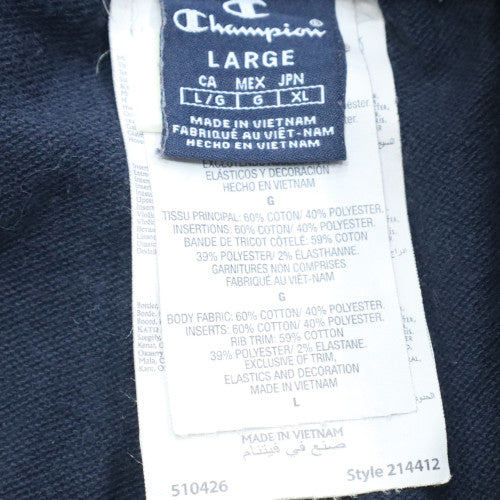 Champion
LARGE
CA MEX JPN
L/G G XL
MADE IN VIETNAM
FABRIQUÉ AU VIÊT-NAM
HECHO EN VIETNAM
ELÁSTICOS Y DECORACIÓN
HECHO EN VIETNAM
G
TISSU PRINCIPAL: 60% COTON/ 40% POLYESTER.
INSERTIONS: 60% COTON/ 40% POLYESTER.
BANDE DE TRICOT CÔTELÉ: 59% COTON
39% POLYESTER/ 2% ÉLASTHANNE.
GARNITURES NON COMPRISES
FABRIQUÉ AU VIÊT-NAM
G
BODY FABRIC: 60% COTTON/ 40% POLYESTER.
INSERTS: 60% COTTON/ 40% POLYESTER.
RIB TRIM: 59% COTTON
39% POLYESTER/ 2% ELASTANE.
EXCLUSIVE OF TRIM.
ELASTICS AND DECORATION
MADE IN VIETNAM
L
MADE IN VIETNAM
صنع في فيتنام
510426 Style 214412